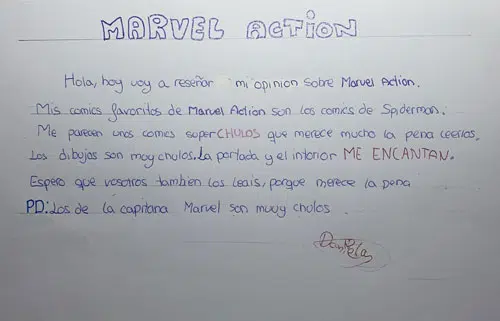 MARVEL ACTION
Hola, hoy voy a reseñar mi opinion sobre Marvel Action.
Mis comics favoritos de Marvel Action son los comics de Spiderman.
Me parecen unos comics super CHULOS que merece mucho la pena leerlos.
Los dibujos son muy chulos. La portada y el interior ME ENCANTAN.
Espero que vosotros tambien los leais, porque merece la pena
PD: Los de la capitana Marvel son muuy chulos
Daniela